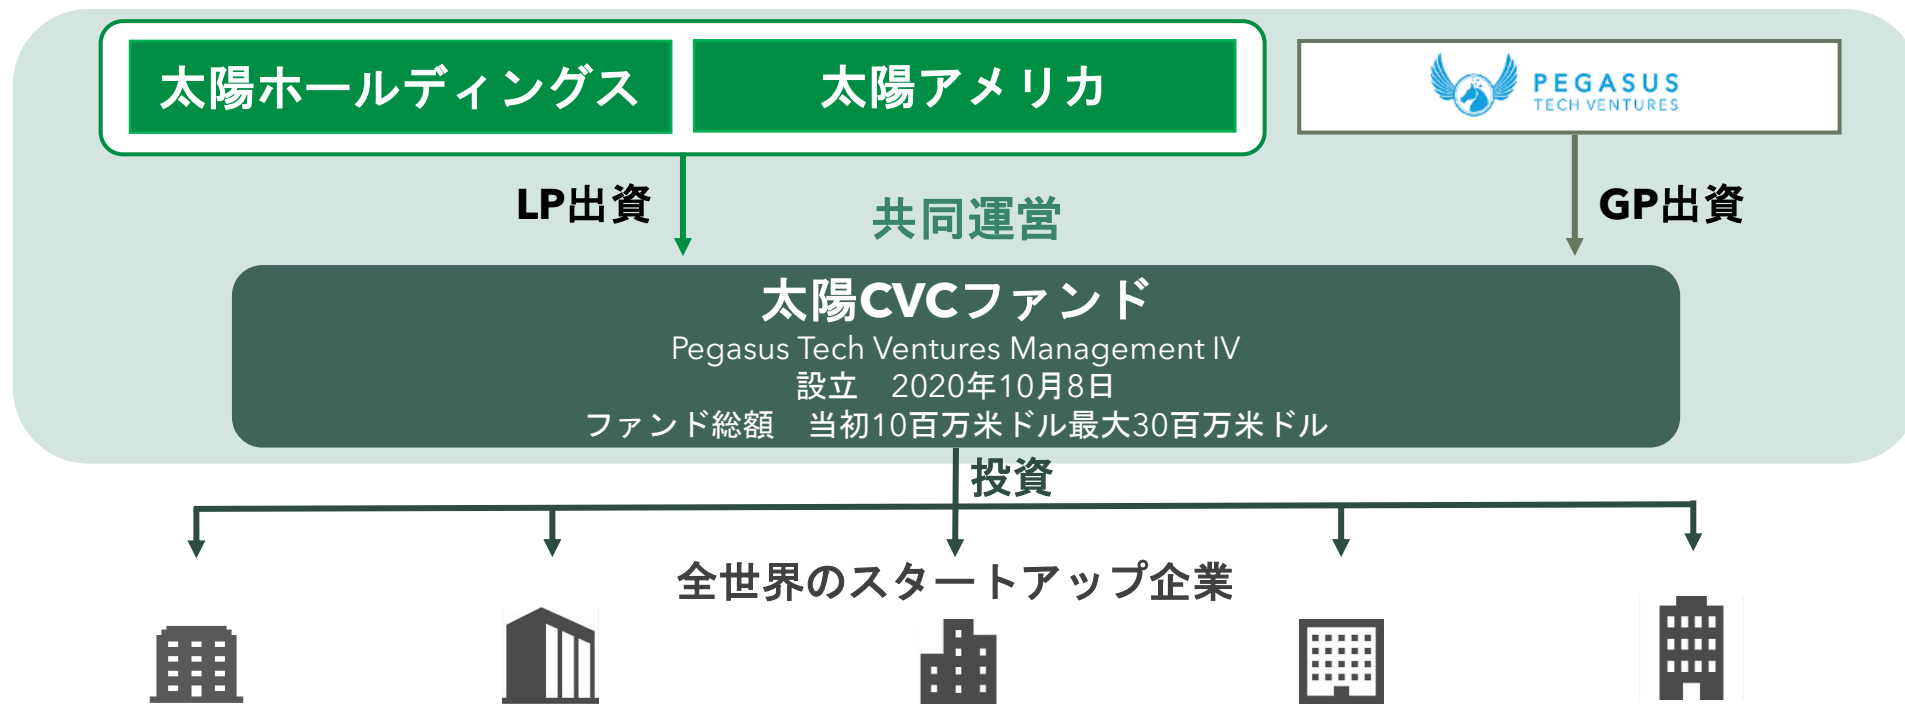 太陽ホールディングス
太陽アメリカ
PEGASUS
TECH VENTURES
LP出資
共同運営
GP出資
太陽CVCファンド
Pegasus Tech Ventures Management IV
設立　2020年10月8日
ファンド総額　当初10百万米ドル最大30百万米ドル
投資
全世界のスタートアップ企業